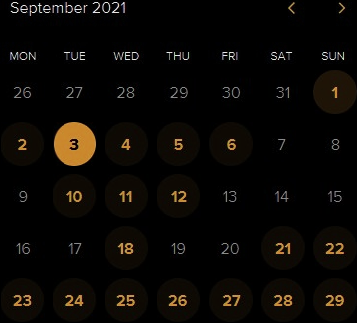 September 2021 < >
MON TUE WED THU FRI SAT SUN
26 27 28 29 30 31 1
2 3 4 5 6 7 8
9 10 11 12 13 14 15
16 17 18 19 20 21 22
23 24 25 26 27 28 29